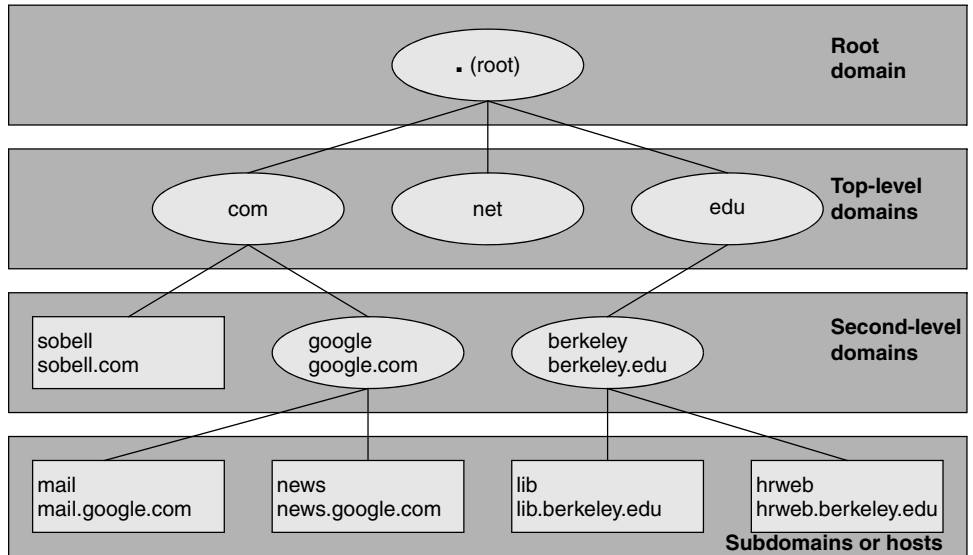 . (root)
Root
domain
com
net
edu
Top-level
domains
sobell
sobell.com
google
google.com
berkeley
berkeley.edu
Second-level
domains
mail
mail.google.com
news
news.google.com
lib
lib.berkeley.edu
hrweb
hrweb.berkeley.edu
Subdomains or hosts